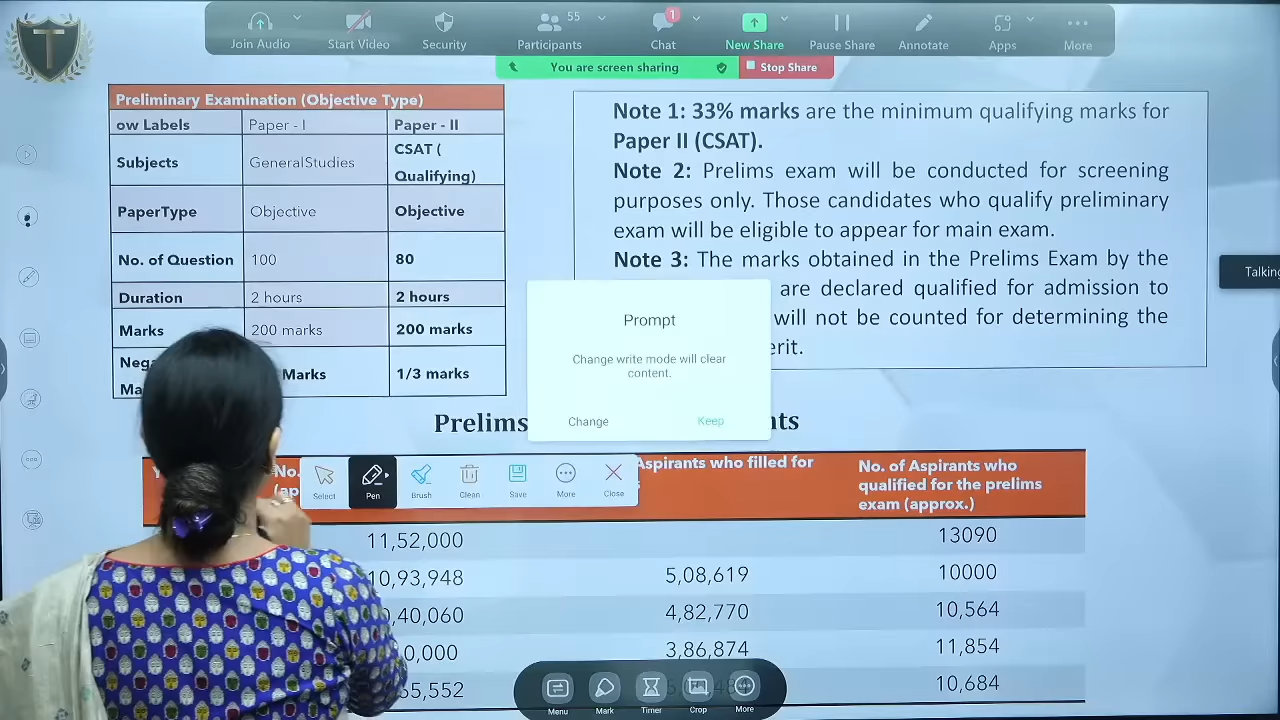 T
55
1
Join Audio
Start Video
Security
Participants
Chat
New Share
Pause Share
Annotate
Apps
More
You are screen sharing
Stop Share
Preliminary Examination (Objective Type)
ow Labels Paper - I Paper - II
Subjects GeneralStudies CSAT (
Qualifying)
PaperType Objective Objective
No. of Question 100 80
Duration 2 hours 2 hours
Marks 200 marks 200 marks
Marks 1/3 marks
Note 1: 33% marks are the minimum qualifying marks for
Paper II (CSAT).
Note 2: Prelims exam will be conducted for screening
purposes only. Those candidates who qualify preliminary
exam will be eligible to appear for main exam.
Note 3: The marks obtained in the Prelims Exam by the
are declared qualified for admission to
will not be counted for determining the
Talking
Prompt
Change write mode will clear
content.
Change Keep
Prelims
No.
Aspirants who filled for
No. of Aspirants who
qualified for the prelims
exam (approx.)
Select
Pen
Brush
Clean
Save
More
Close
11,52,000 13090
10,93,948 5,08,619 10000
40,060 4,82,770 10,564
0,000 3,86,874 11,854
55,552 10,684
Menu
Mark
Timer
Crop
More